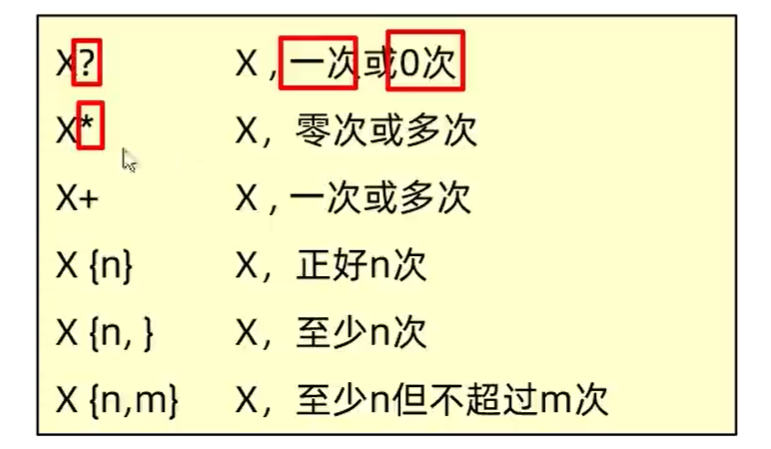 X?  X , 一次或0次
X*  X，零次或多次
X+  X , 一次或多次
X {n}  X，正好n次
X {n, }  X，至少n次
X {n,m}  X，至少n但不超过m次